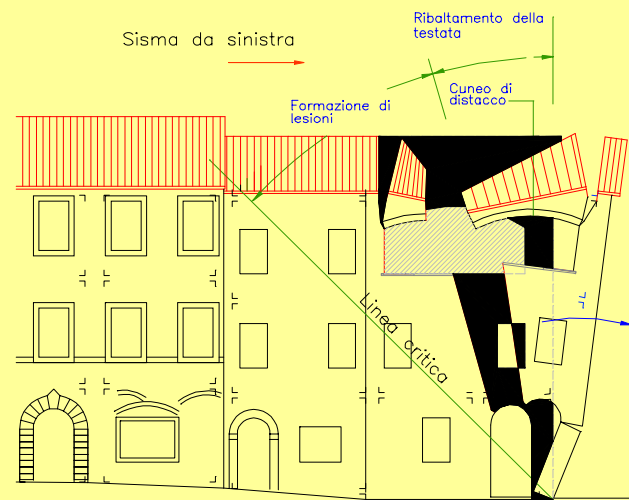 Ribaltamento della
testata
Sisma da sinistra
Cuneo di
distacco
Formazione di
lesioni
Linea critica